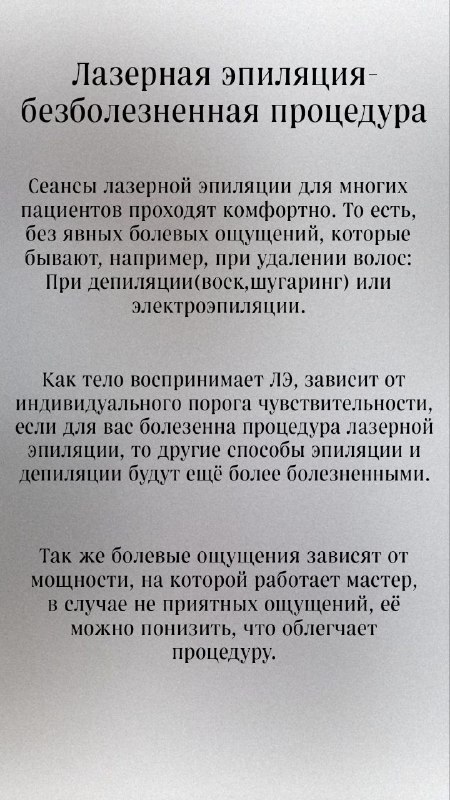 Лазерная эпиляция-
безболезненная процедура
Сеансы лазерной эпиляции для многих
пациентов проходят комфортно. То есть,
без явных болевых ощущений, которые
бывают, например, при удалении волос:
При депиляции(воск,шугаринг) или
электроэпиляции.
Как тело воспринимает ЛЭ, зависит от
индивидуального порога чувствительности,
если для вас болезенна процедура лазерной
эпиляции, то другие способы эпиляции и
депиляции будут ещё более болезненными.
Так же болевые ощущения зависят от
мощности, на которой работает мастер,
в случае не приятных ощущений, её
можно понизить, что облегчает
процедуру.